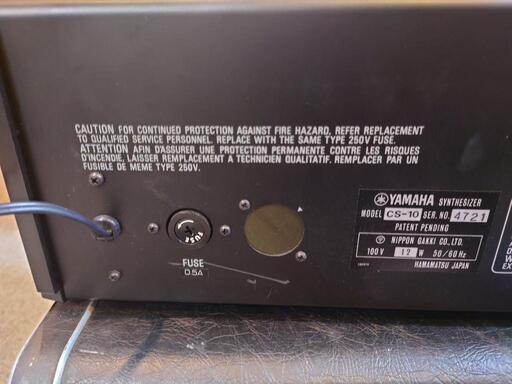 CAUTION FOR CONTINUED PROTECTION AGAINST FIRE HAZARD, REFER REPLACEMENT
TO QUALIFIED SERVICE PERSONNEL. REPLACE WITH THE SAME TYPE 250V FUSE.
ATTENTION AFIN D'ASSURER UNE PROTECTION PERMANENTE CONTRE LES RISQUES
D'INCENDIE, LAISSER REMPLACEMENT A TECHNICIEN QUALITATIF. REMPLACER PAR UN
FUSIBLE DE MEME TYPE 250V.
FUSE
FUSE
0.5A
YAMAHA SYNTHESIZER
MODEL CS-10 SER. NO. 4721
PATENT PENDING
NIPPON GAKKI CO., LTD.
100V 12 W 50/60 Hz
HAMAMATSU JAPAN